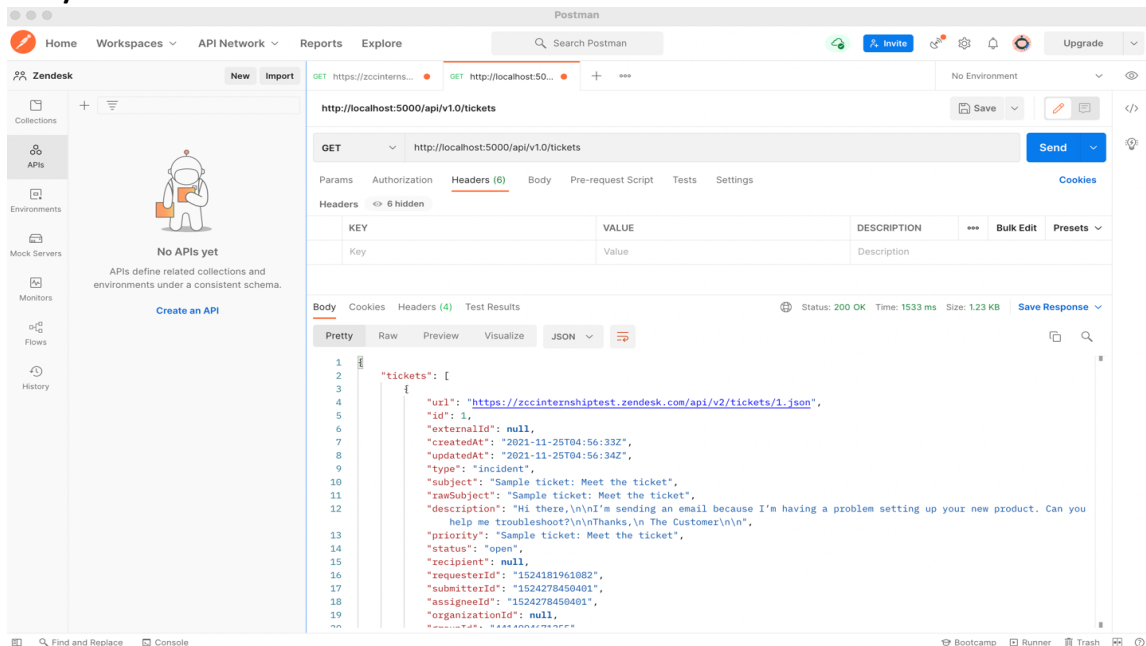 Postman
Home Workspaces API Network Reports Explore Search Postman Invite Upgrade
Zendesk New Import GET https://zccinterns... GET http://localhost:50... No Environment
Collections
APIs
Environments
Mock Servers
Monitors
Flows
History
No APIs yet
APIs define related collections and
environments under a consistent schema.
Create an API
http://localhost:5000/api/v1.0/tickets Save
GET http://localhost:5000/api/v1.0/tickets Send
Params Authorization Headers (6) Body Pre-request Script Tests Settings Cookies
Headers 6 hidden
KEY VALUE DESCRIPTION Bulk Edit Presets
Key Value Description
Body Cookies Headers (4) Test Results Status: 200 OK Time: 1533 ms Size: 1.23 KB Save Response
Pretty Raw Preview Visualize JSON
1 {
2 "tickets": [
3 {
4 "url": "https://zccinternshiptest.zendesk.com/api/v2/tickets/1.json",
5 "id": 1,
6 "externalId": null,
7 "createdAt": "2021-11-25T04:56:33Z",
8 "updatedAt": "2021-11-25T04:56:34Z",
9 "type": "incident",
10 "subject": "Sample ticket: Meet the ticket",
11 "rawSubject": "Sample ticket: Meet the ticket",
12 "description": "Hi there,\n\nI'm sending an email because I'm having a problem setting up your new product. Can you
help me troubleshoot?\n\nThanks,\n The Customer\n\n",
13 "priority": "Sample ticket: Meet the ticket",
14 "status": "open",
15 "recipient": null,
16 "requesterId": "1524181961082",
17 "submitterId": "1524278450401",
18 "assigneeId": "1524278450401",
19 "organizationId": null,
Find and Replace Console Bootcamp Runner Trash